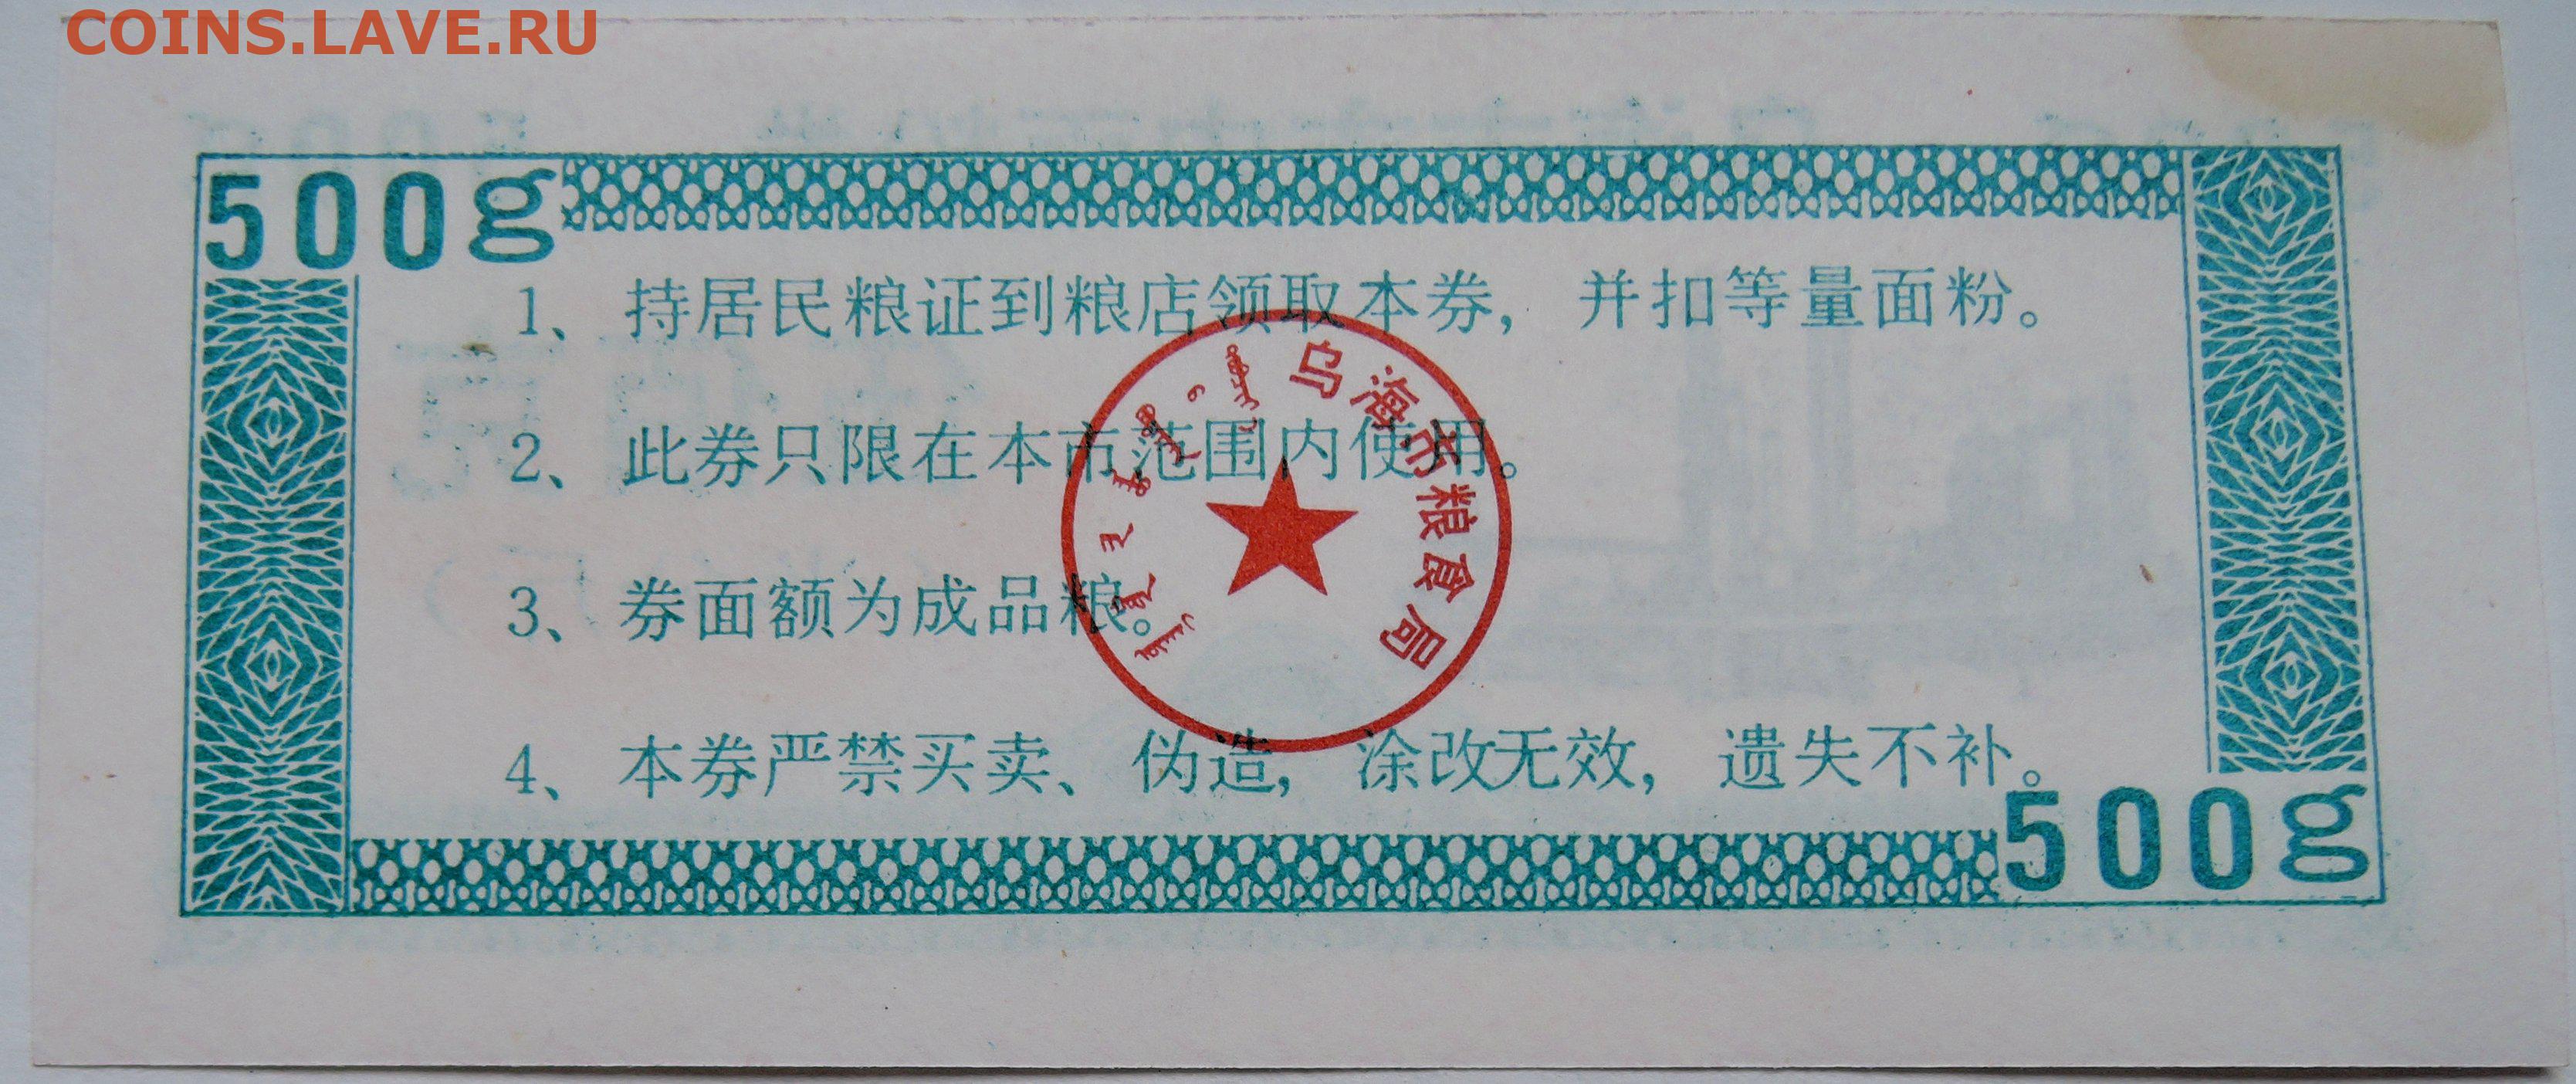 COINS.LAVE.RU
500g
1、持居民粮证到粮店领取本券，并扣等量面粉。
2、此券只限在本市范围内使用。
3、券面额为成品粮。
4、本券严禁买卖、伪造，涂改无效，遗失不补。
乌海市粮食局
500g